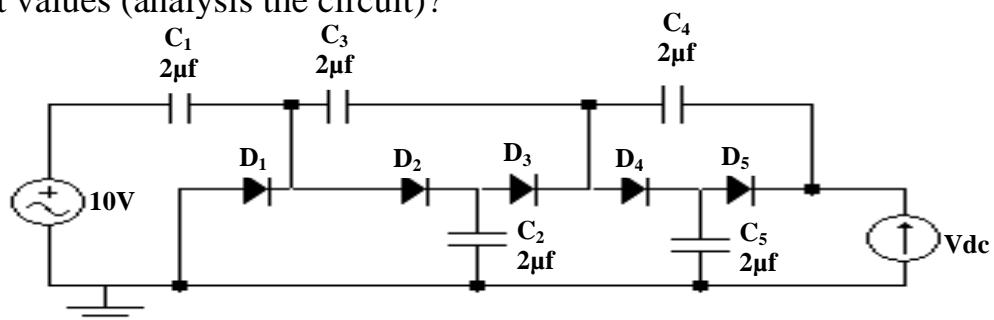 t values (analysis the circuit)?
C1
2μf
C3
2μf
C4
2μf
D1
D2
D3
D4
D5
10V
C2
2μf
C5
2μf
Vdc